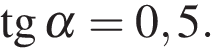 tg α = 0,5.